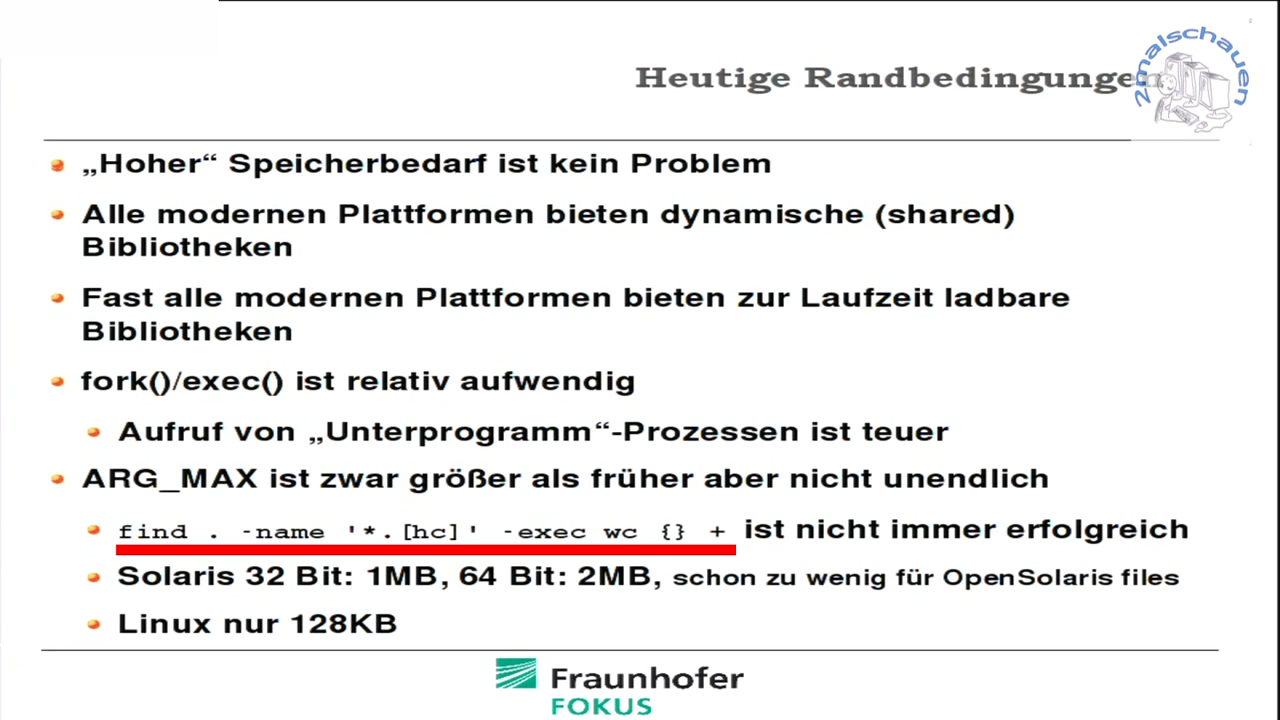 Heutige Randbedingungen
2malschauen
„Hoher“ Speicherbedarf ist kein Problem
Alle modernen Plattformen bieten dynamische (shared)
Bibliotheken
Fast alle modernen Plattformen bieten zur Laufzeit ladbare
Bibliotheken
fork()/exec() ist relativ aufwendig
Aufruf von „Unterprogramm“-Prozessen ist teuer
ARG_MAX ist zwar größer als früher aber nicht unendlich
find . -name '*.[hc]' -exec wc {} + ist nicht immer erfolgreich
Solaris 32 Bit: 1MB, 64 Bit: 2MB, schon zu wenig für OpenSolaris files
Linux nur 128KB
Fraunhofer
FOKUS